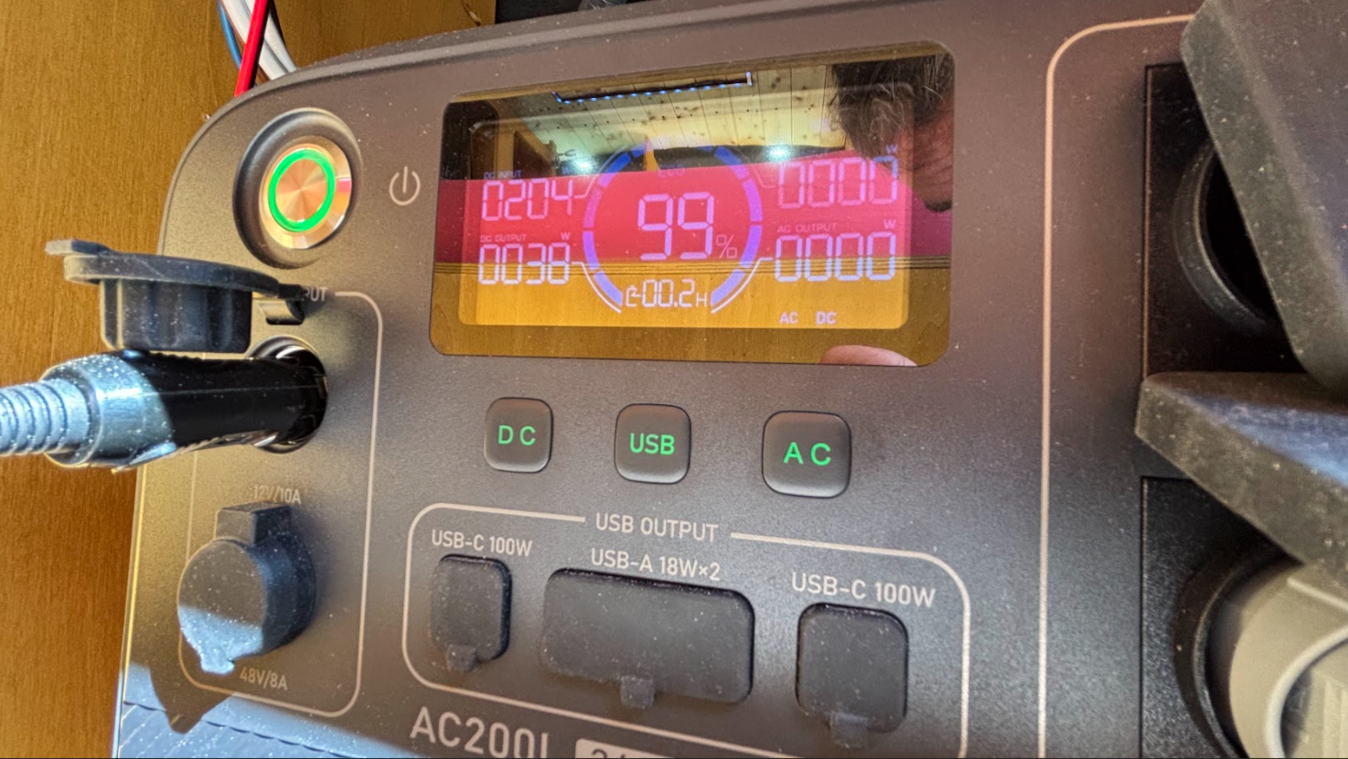 DC INPUT W
0204
W
0000
ECO
99%
DC OUTPUT W
0038
AC OUTPUT W
0000
00.2H
AC DC
DC
USB
AC
12V/10A
48V/8A
USB OUTPUT
USB-C 100W
USB-A 18W×2
USB-C 100W